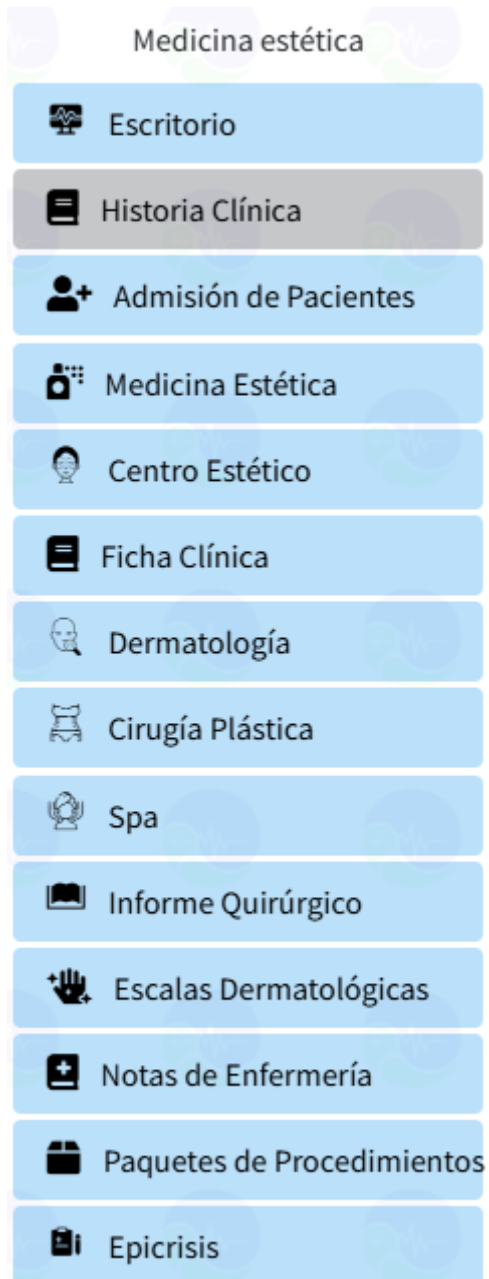 Medicina estética
Escritorio
Historia Clínica
Admisión de Pacientes
Medicina Estética
Centro Estético
Ficha Clínica
Dermatología
Cirugía Plástica
Spa
Informe Quirúrgico
Escalas Dermatológicas
Notas de Enfermería
Paquetes de Procedimientos
Epicrisis